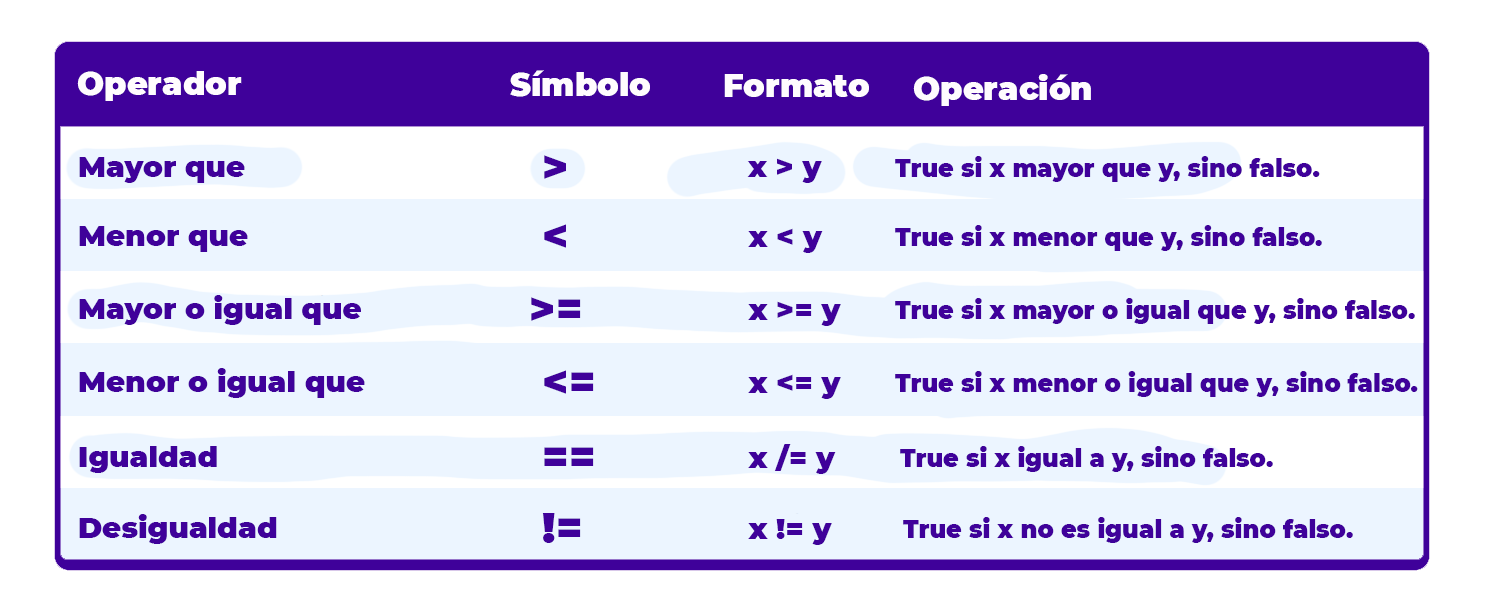 Operador Símbolo Formato Operación
Mayor que > x > y True si x mayor que y, sino falso.
Menor que < x < y True si x menor que y, sino falso.
Mayor o igual que >= x >= y True si x mayor o igual que y, sino falso.
Menor o igual que <= x <= y True si x menor o igual que y, sino falso.
Igualdad == x /= y True si x igual a y, sino falso.
Desigualdad != x != y True si x no es igual a y, sino falso.